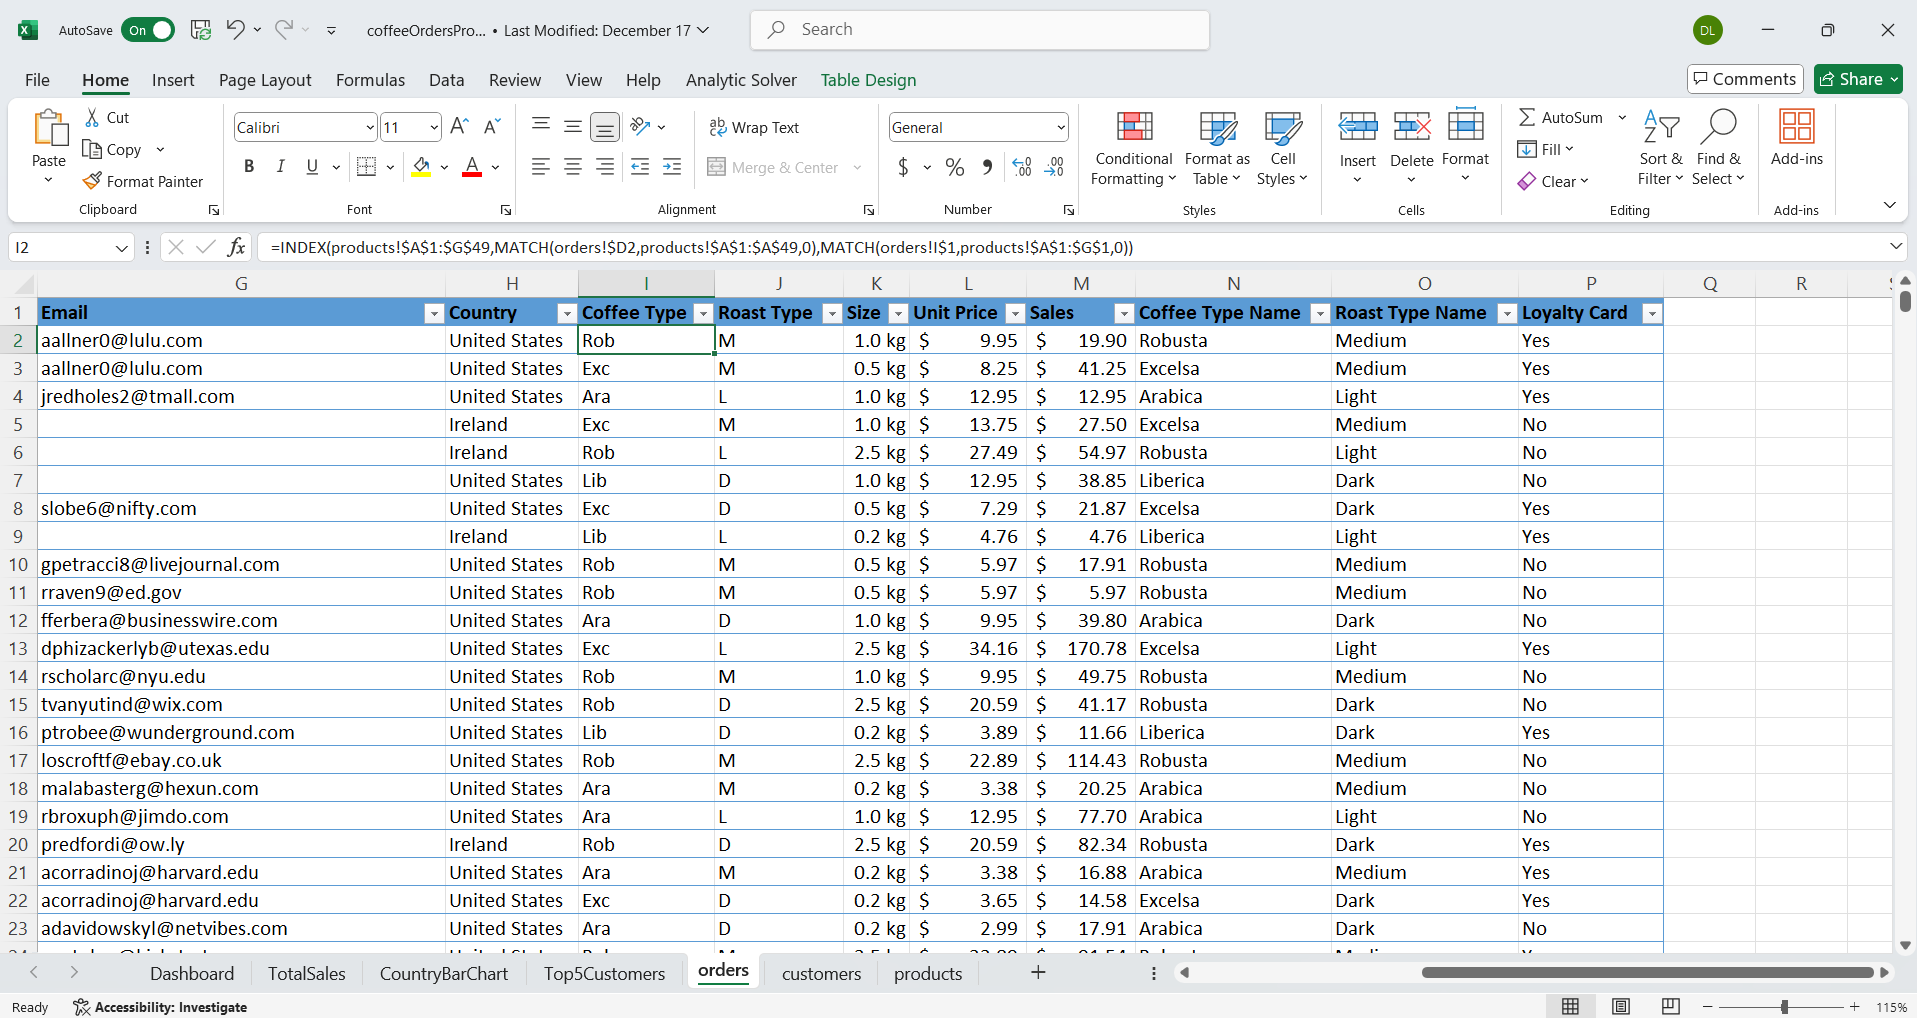 AutoSave On coffeeOrdersPro... • Last Modified: December 17 Search DL
File Home Insert Page Layout Formulas Data Review View Help Analytic Solver Table Design Comments Share
Paste Cut Copy Format Painter Clipboard
Calibri 11 B I U A Font
Wrap Text Merge & Center Alignment
General $ % Number
Conditional Formatting Format as Table Cell Styles Styles
Insert Delete Format Cells
AutoSum Fill Clear Sort & Filter Find & Select Editing
Add-ins Add-ins
I2 fx =INDEX(products!$A$1:$G$49,MATCH(orders!$D2,products!$A$1:$A$49,0),MATCH(orders!I$1,products!$A$1:$G$1,0))
G H I J K L M N O P Q R
1 Email Country Coffee Type Roast Type Size Unit Price Sales Coffee Type Name Roast Type Name Loyalty Card
2 aallner0@lulu.com United States Rob M 1.0 kg $ 9.95 $ 19.90 Robusta Medium Yes
3 aallner0@lulu.com United States Exc M 0.5 kg $ 8.25 $ 41.25 Excelsa Medium Yes
4 jredholes2@tmall.com United States Ara L 1.0 kg $ 12.95 $ 12.95 Arabica Light Yes
5 Ireland Exc M 1.0 kg $ 13.75 $ 27.50 Excelsa Medium No
6 Ireland Rob L 2.5 kg $ 27.49 $ 54.97 Robusta Light No
7 United States Lib D 1.0 kg $ 12.95 $ 38.85 Liberica Dark No
8 slobe6@nifty.com United States Exc D 0.5 kg $ 7.29 $ 21.87 Excelsa Dark Yes
9 Ireland Lib L 0.2 kg $ 4.76 $ 4.76 Liberica Light Yes
10 gpetracci8@livejournal.com United States Rob M 0.5 kg $ 5.97 $ 17.91 Robusta Medium No
11 rraven9@ed.gov United States Rob M 0.5 kg $ 5.97 $ 5.97 Robusta Medium No
12 fferbera@businesswire.com United States Ara D 1.0 kg $ 9.95 $ 39.80 Arabica Dark No
13 dphizackerlyb@utexas.edu United States Exc L 2.5 kg $ 34.16 $ 170.78 Excelsa Light Yes
14 rscholarc@nyu.edu United States Rob M 1.0 kg $ 9.95 $ 49.75 Robusta Medium No
15 tvanyutind@wix.com United States Rob D 2.5 kg $ 20.59 $ 41.17 Robusta Dark No
16 ptrobee@wunderground.com United States Lib D 0.2 kg $ 3.89 $ 11.66 Liberica Dark Yes
17 loscroftf@ebay.co.uk United States Rob M 2.5 kg $ 22.89 $ 114.43 Robusta Medium No
18 malabasterg@hexun.com United States Ara M 0.2 kg $ 3.38 $ 20.25 Arabica Medium No
19 rbroxuph@jimdo.com United States Ara L 1.0 kg $ 12.95 $ 77.70 Arabica Light No
20 predfordi@ow.ly Ireland Rob D 2.5 kg $ 20.59 $ 82.34 Robusta Dark Yes
21 acorradinoj@harvard.edu United States Ara M 0.2 kg $ 3.38 $ 16.88 Arabica Medium Yes
22 acorradinoj@harvard.edu United States Exc D 0.2 kg $ 3.65 $ 14.58 Excelsa Dark Yes
23 adavidowskyl@netvibes.com United States Ara D 0.2 kg $ 2.99 $ 17.91 Arabica Dark No
Dashboard TotalSales CountryBarChart Top5Customers orders customers products
Ready Accessibility: Investigate 115%